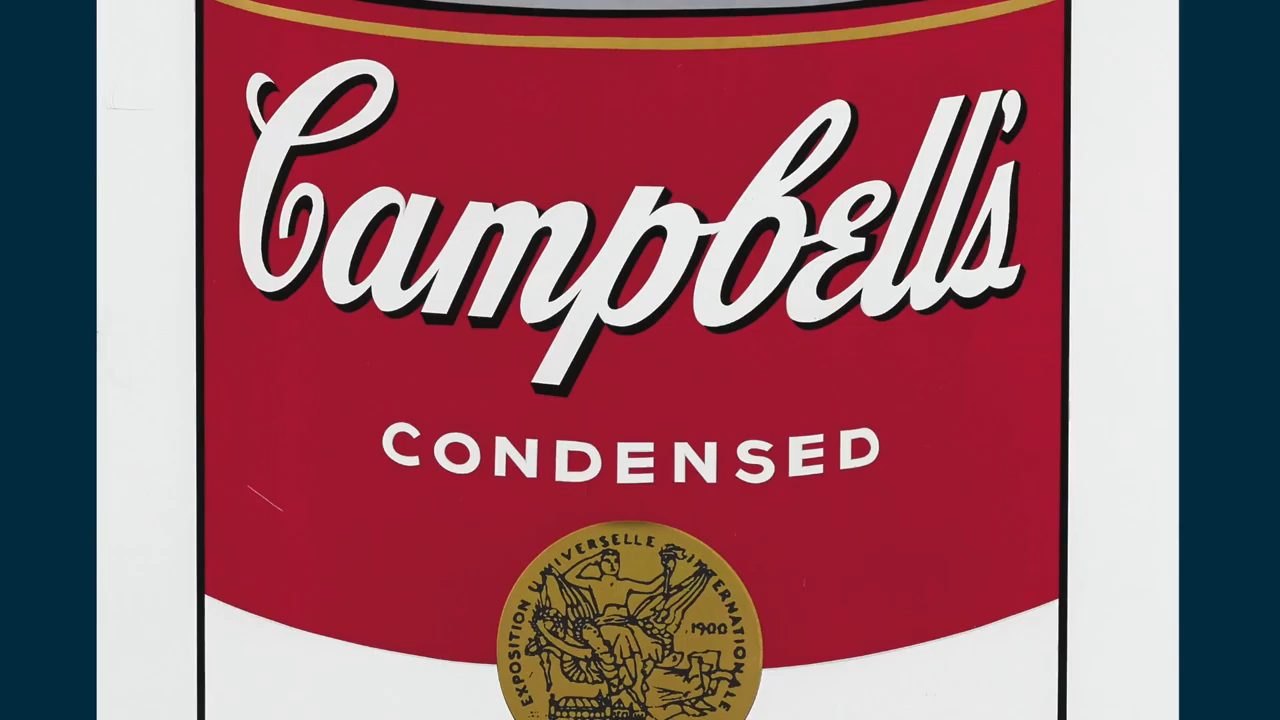 Campbell's
CONDENSED
EXPOSITION UNIVERSELLE INTERNATIONALE
1900